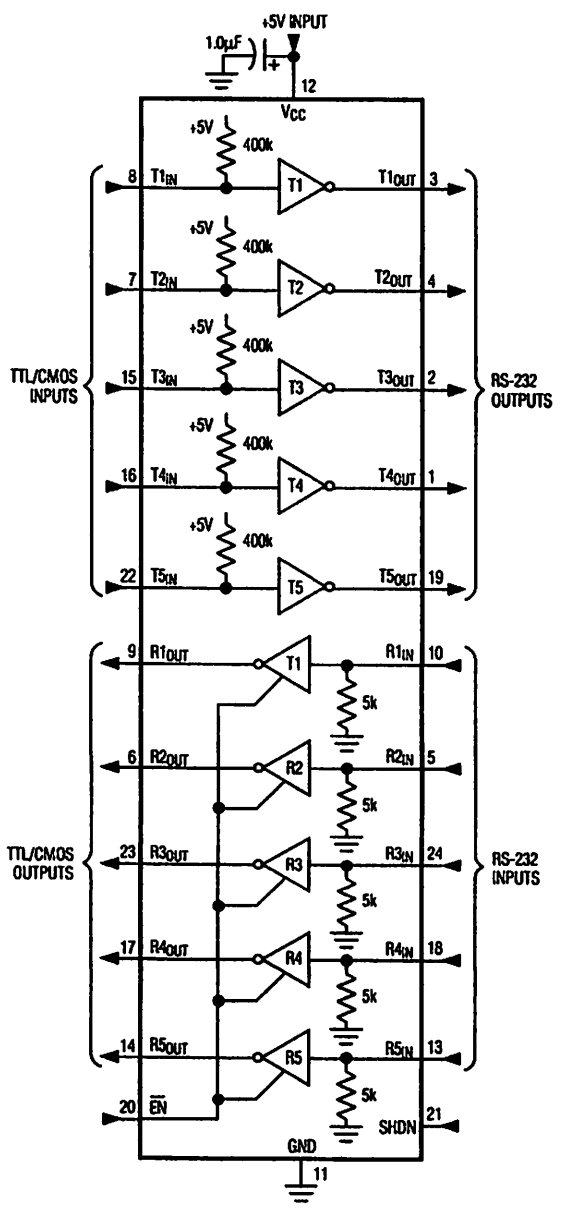 +5V INPUT
1.0µF
+
12
VCC
+5V
400k
8 T1IN T1 T1OUT 3
+5V
400k
7 T2IN T2 T2OUT 4
+5V
400k
TTL/CMOS INPUTS
15 T3IN T3 T3OUT 2
RS-232 OUTPUTS
+5V
400k
16 T4IN T4 T4OUT 1
+5V
400k
22 T5IN T5 T5OUT 19
9 R1OUT T1 R1IN 10
5k
6 R2OUT R2 R2IN 5
5k
TTL/CMOS OUTPUTS
23 R3OUT R3 R3IN 24
RS-232 INPUTS
5k
17 R4OUT R4 R4IN 18
5k
14 R5OUT R5 R5IN 13
5k
20 E̅N̅
SHDN 21
GND
11